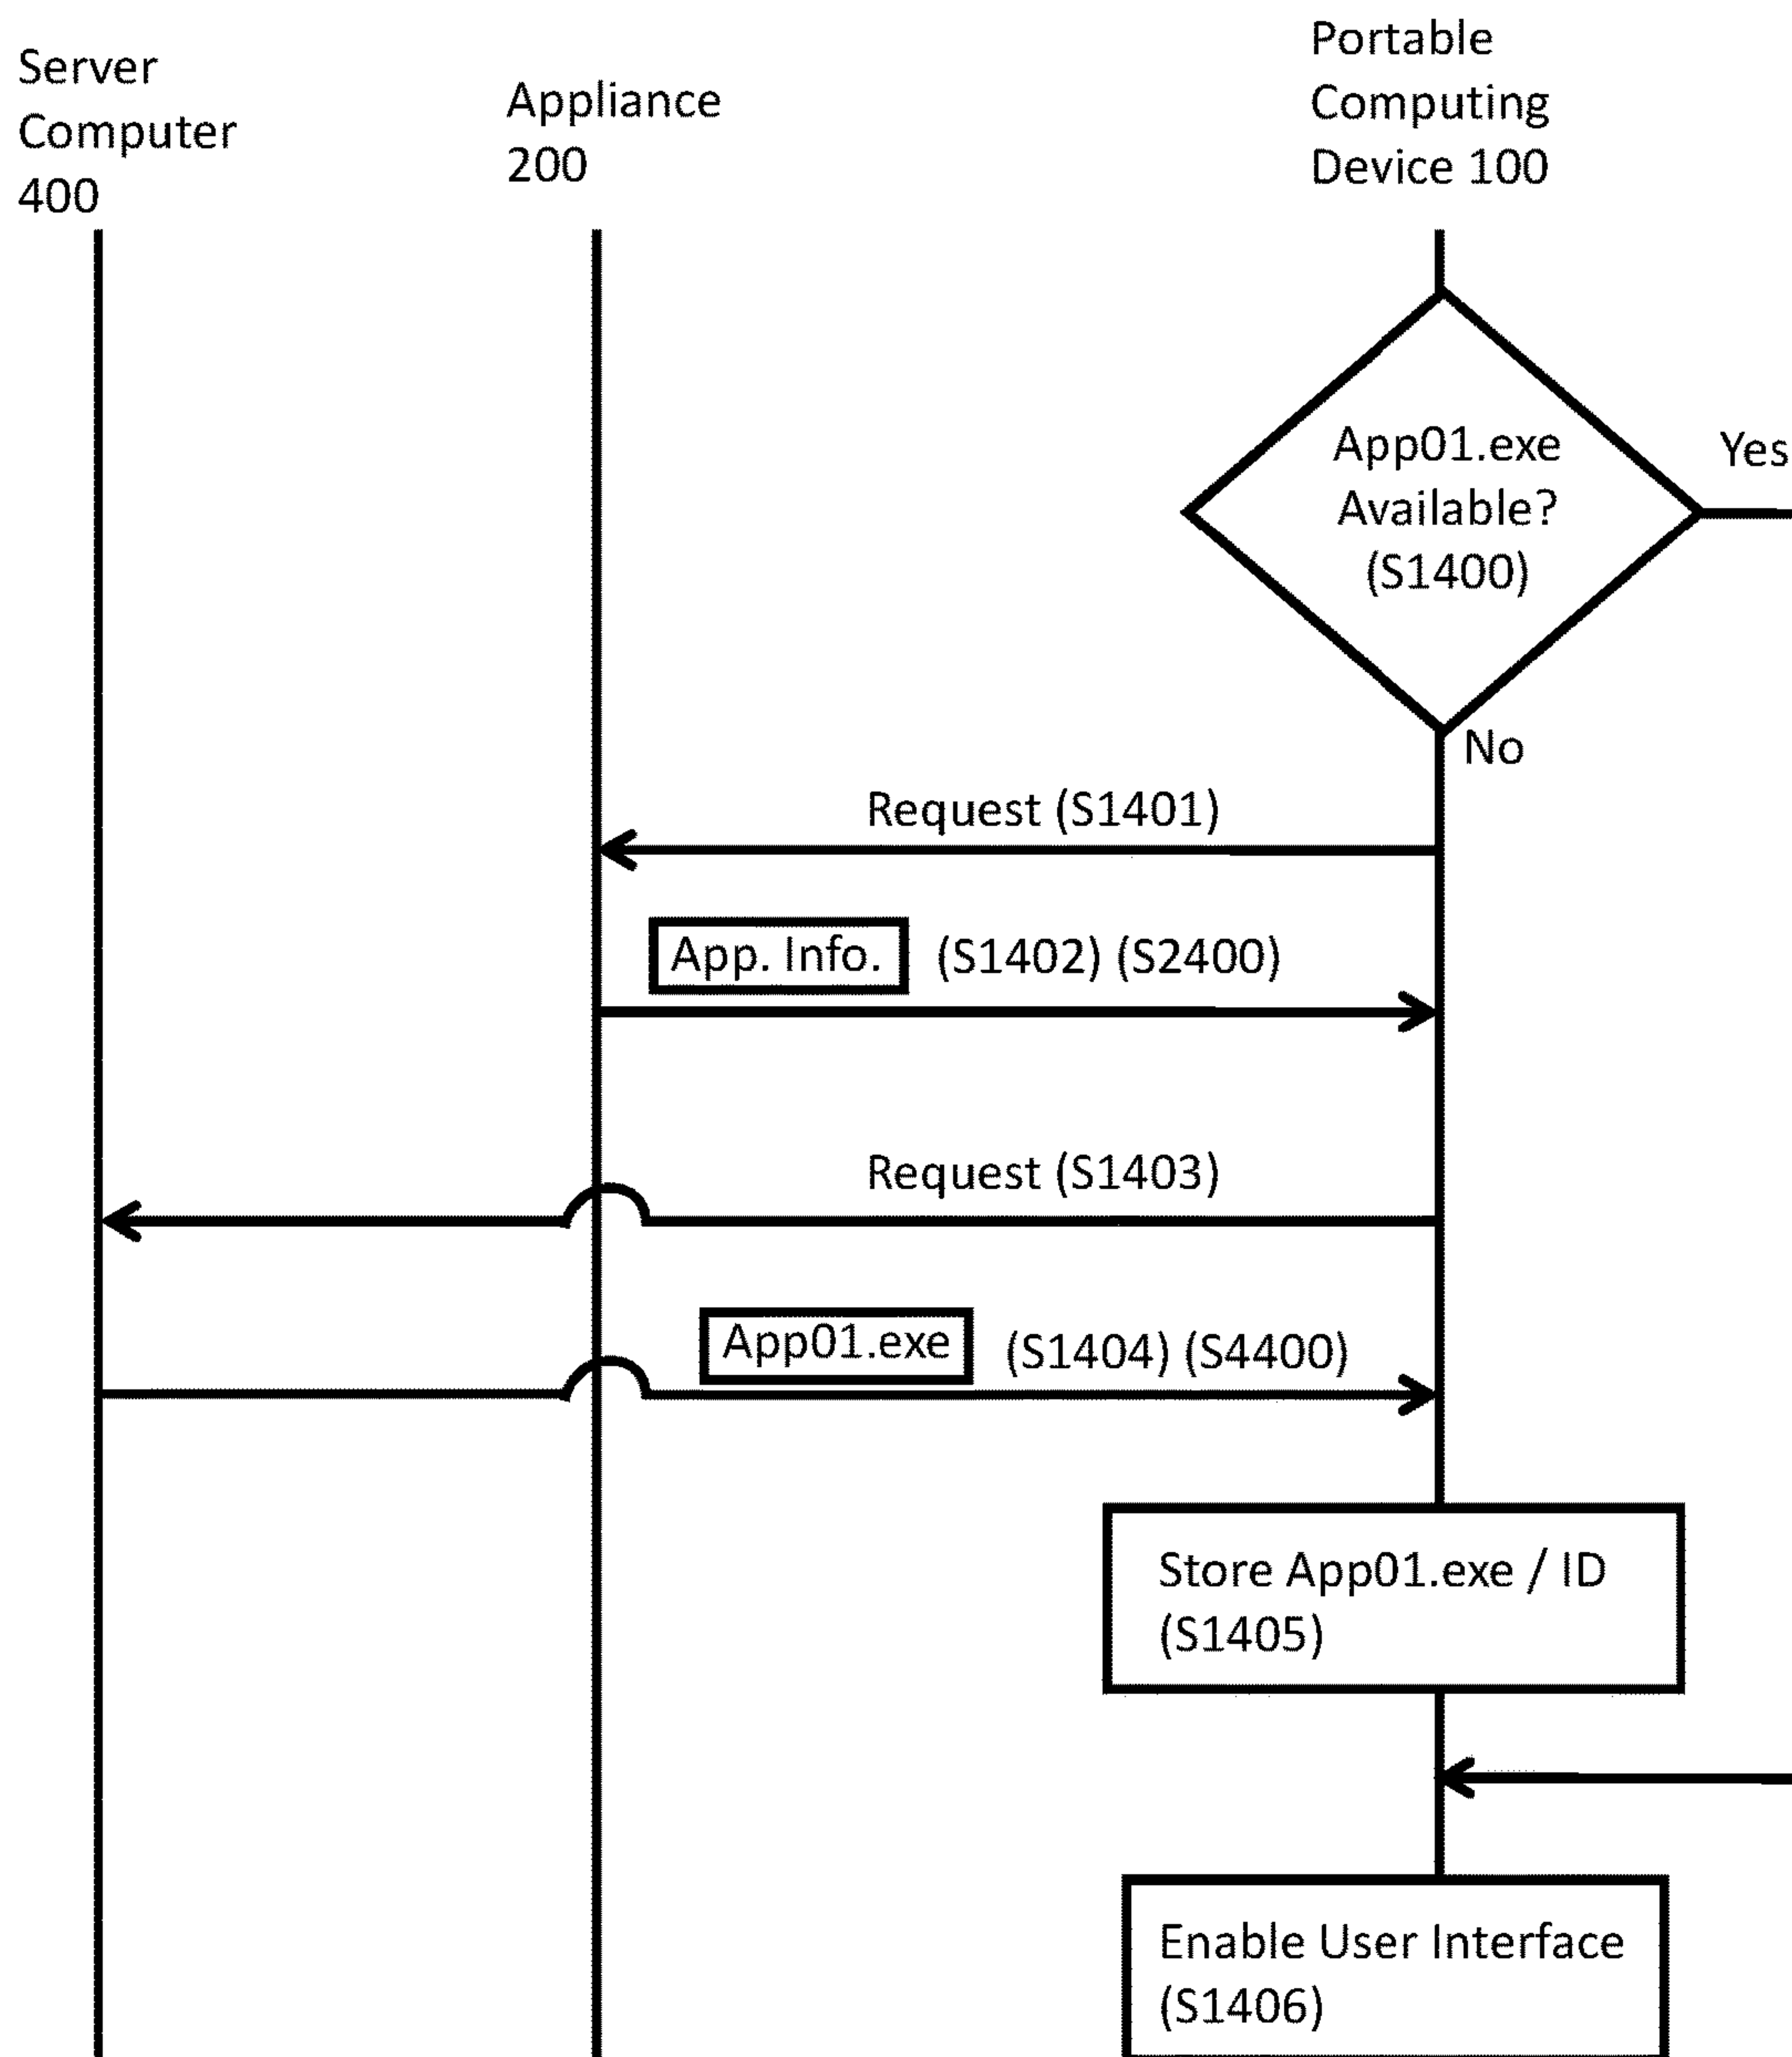 Server
Computer
400
Appliance
200
Portable
Computing
Device 100
App01.exe
Available?
(S1400)
Yes
No
Request (S1401)
App. Info. (S1402) (S2400)
Request (S1403)
App01.exe (S1404) (S4400)
Store App01.exe / ID
(S1405)
Enable User Interface
(S1406)